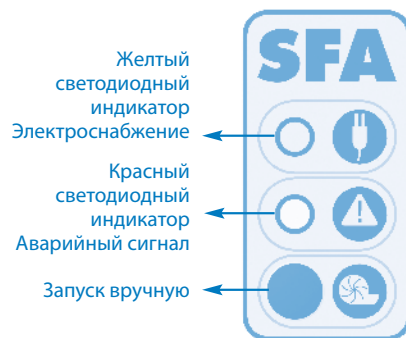 SFA
Желтый
светодиодный
индикатор
Электроснабжение
Красный
светодиодный
индикатор
Аварийный сигнал
Запуск вручную